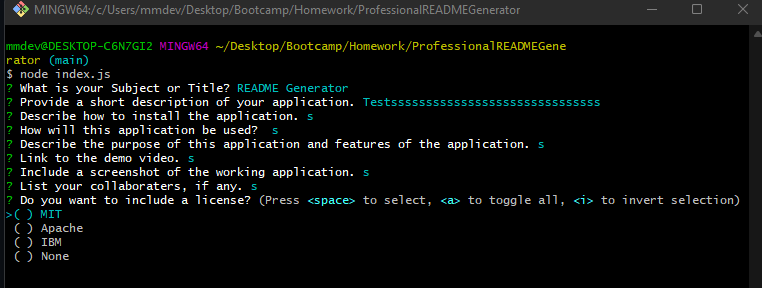 MINGW64:/c/Users/mmdev/Desktop/Bootcamp/Homework/ProfessionalREADMEGenerator
mmdev@DESKTOP-C6N7GI2 MINGW64 ~/Desktop/Bootcamp/Homework/ProfessionalREADMEGene
rator (main)
$ node index.js
? What is your Subject or Title? README Generator
? Provide a short description of your application. Testssssssssssssssssssssssssssssss
? Describe how to install the application. s
? How will this application be used?  s
? Describe the purpose of this application and features of the application. s
? Link to the demo video. s
? Include a screenshot of the working application. s
? List your collaboraters, if any. s
? Do you want to include a license? (Press <space> to select, <a> to toggle all, <i> to invert selection)
>( ) MIT
( ) Apache
( ) IBM
( ) None